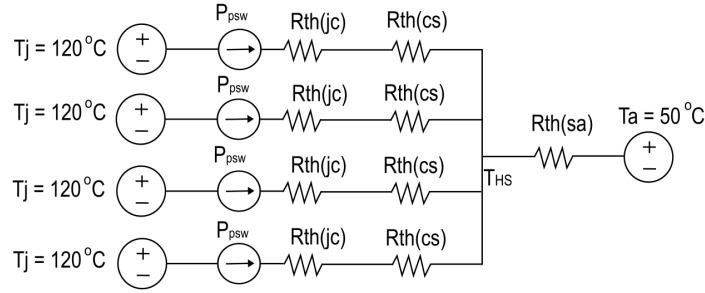 Ppsw Rth(jc) Rth(cs)
Tj = 120 °C + −
Ppsw Rth(jc) Rth(cs)
Tj = 120 °C + −
Rth(sa) Ta = 50 °C
+ −
Ppsw Rth(jc) Rth(cs)
THS
Tj = 120 °C + −
Ppsw Rth(jc) Rth(cs)
Tj = 120 °C + −